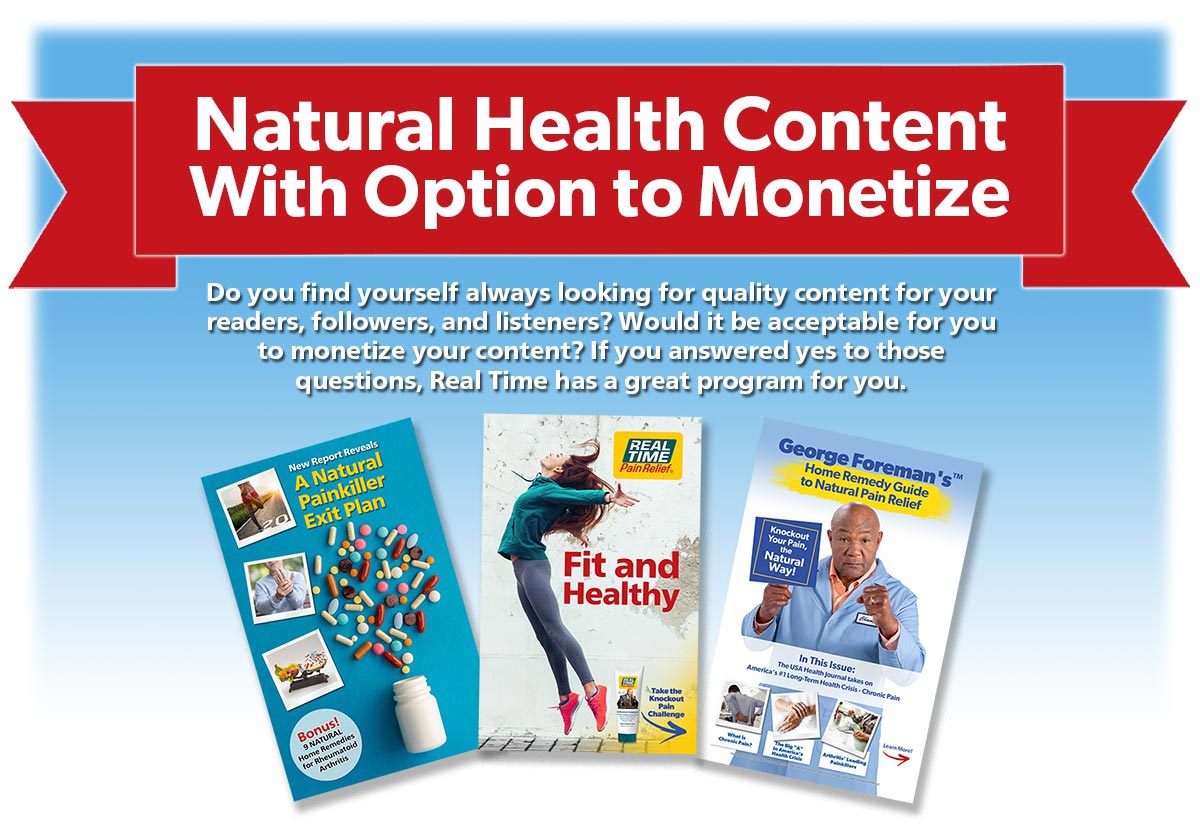 Natural Health Content
With Option to Monetize
Do you find yourself always looking for quality content for your
readers, followers, and listeners? Would it be acceptable for you
to monetize your content? If you answered yes to those
questions, Real Time has a great program for you.
New Report Reveals
A Natural
Painkiller
Exit Plan
Bonus!
9 NATURAL
Home Remedies
for Rheumatoid
Arthritis
REAL
TIME
Pain Relief
Fit and
Healthy
REAL
TIME
Take the
Knockout
Pain
Challenge
George Foreman's™
Home Remedy Guide
to Natural Pain Relief
Knockout
Your Pain,
the
Natural
Way!
In This Issue:
The USA Health Journal takes on
America's #1 Long-Term Health Crisis - Chronic Pain
What is
Chronic Pain?
The Big "A"
in America's
Health Crisis
Arthritis' Leading
Painkillers
Learn More!